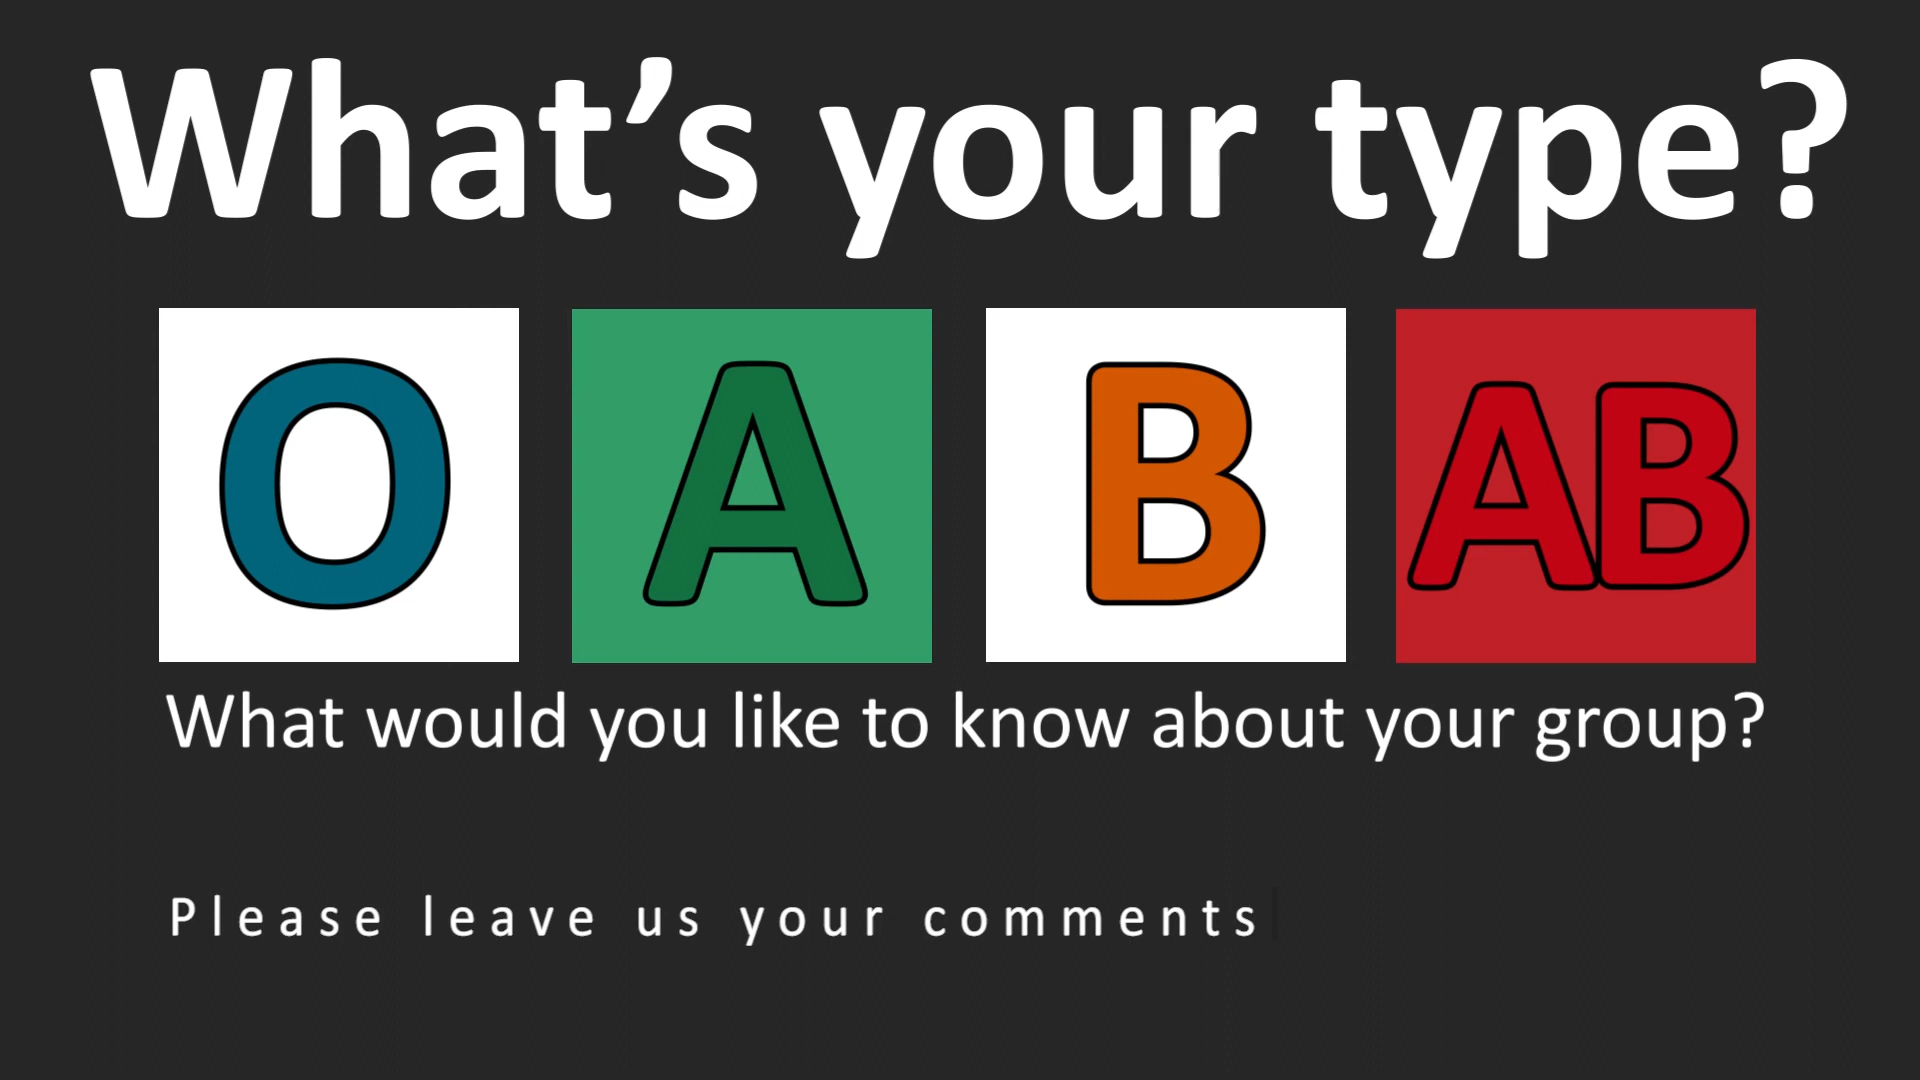 What’s your type?
O A B AB
What would you like to know about your group?
Please leave us your comments